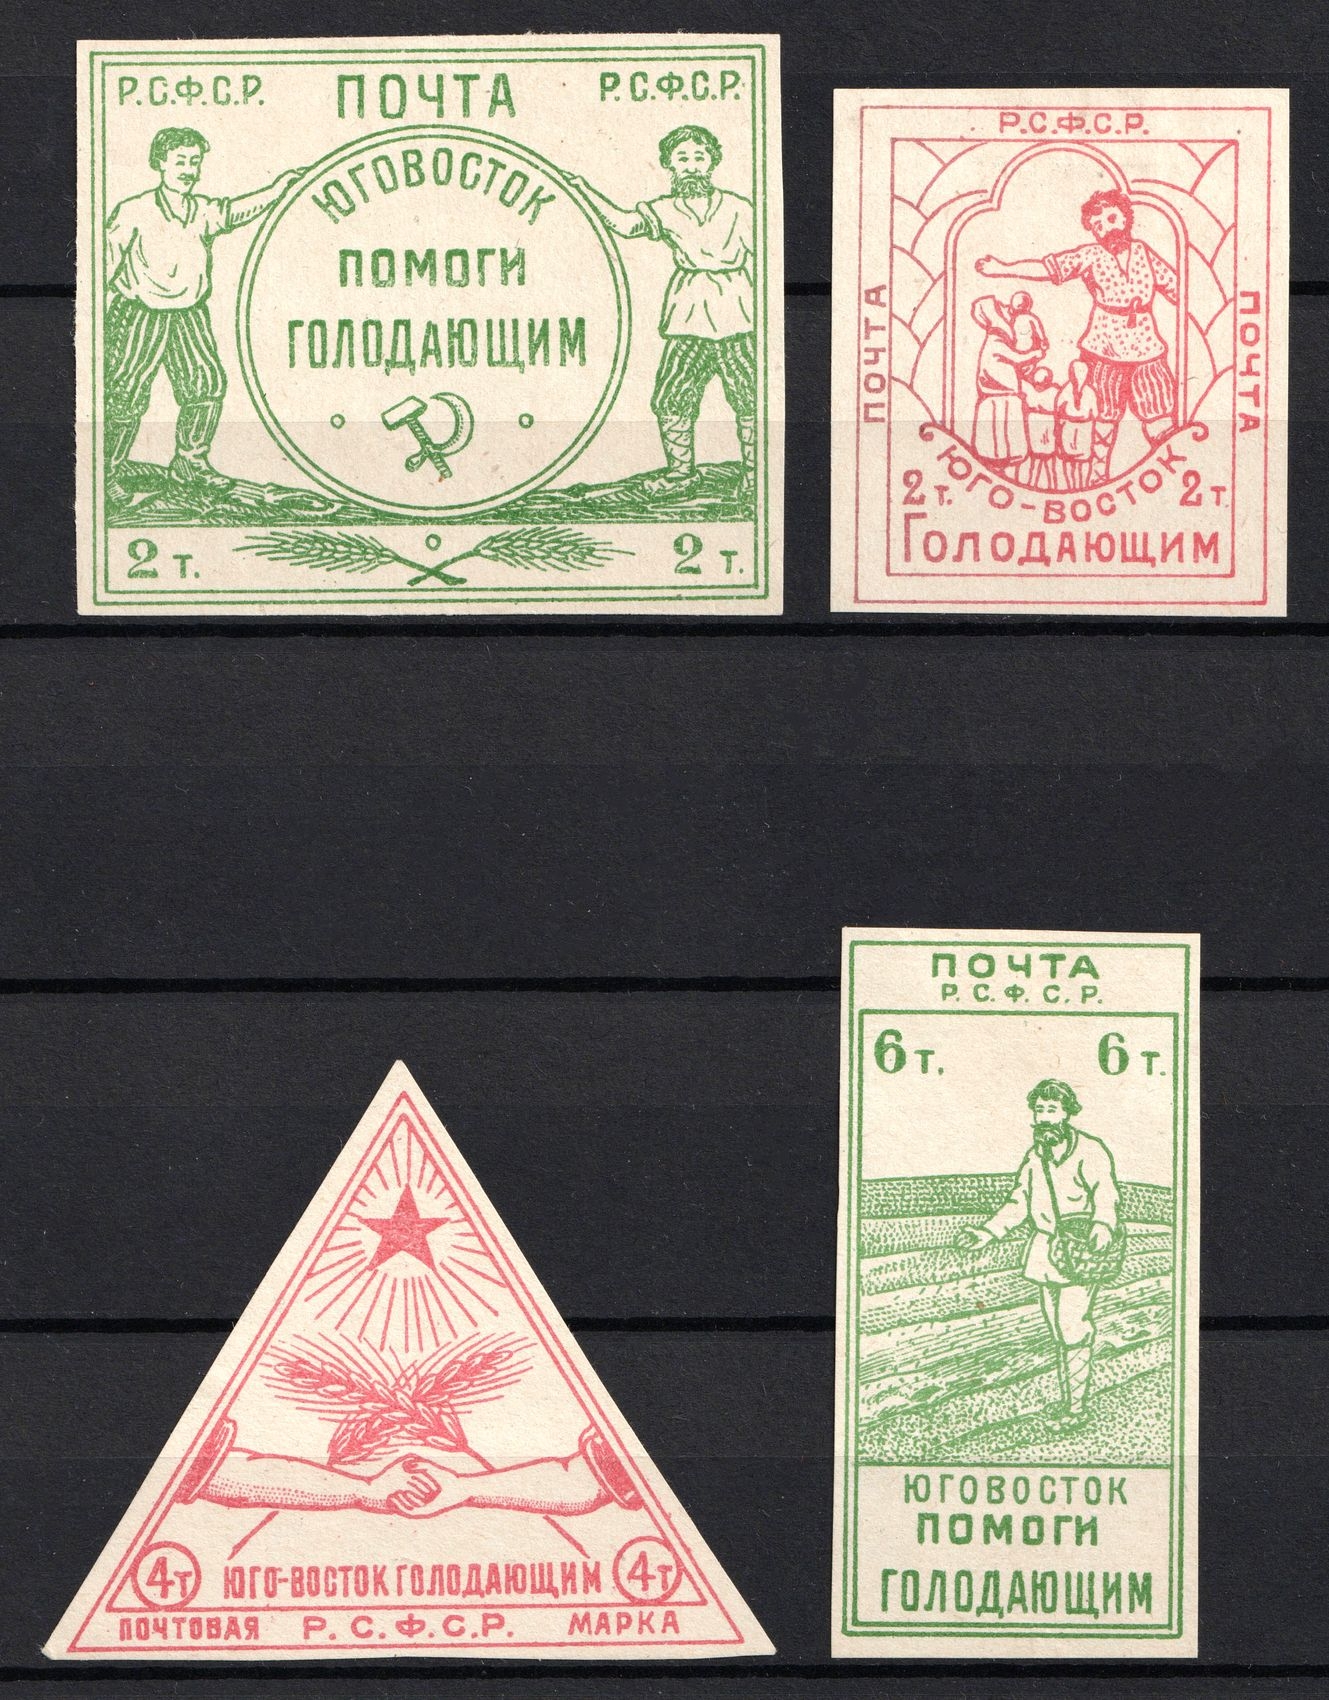 Р.С.Ф.С.Р. ПОЧТА Р.С.Ф.С.Р.
ЮГОВОСТОК
ПОМОГИ
ГОЛОДАЮЩИМ
2 т. 2 т.
Р.С.Ф.С.Р.
ПОЧТА
ПОЧТА
2 т. 2 т
ЮГО-ВОСТОК
ГОЛОДАЮЩИМ
4т ЮГО-ВОСТОК ГОЛОДАЮЩИМ 4т
ПОЧТОВАЯ Р.С.Ф.С.Р. МАРКА
ПОЧТА
Р.С.Ф.С.Р.
6 т. 6 т.
ЮГОВОСТОК
ПОМОГИ
ГОЛОДАЮЩИМ